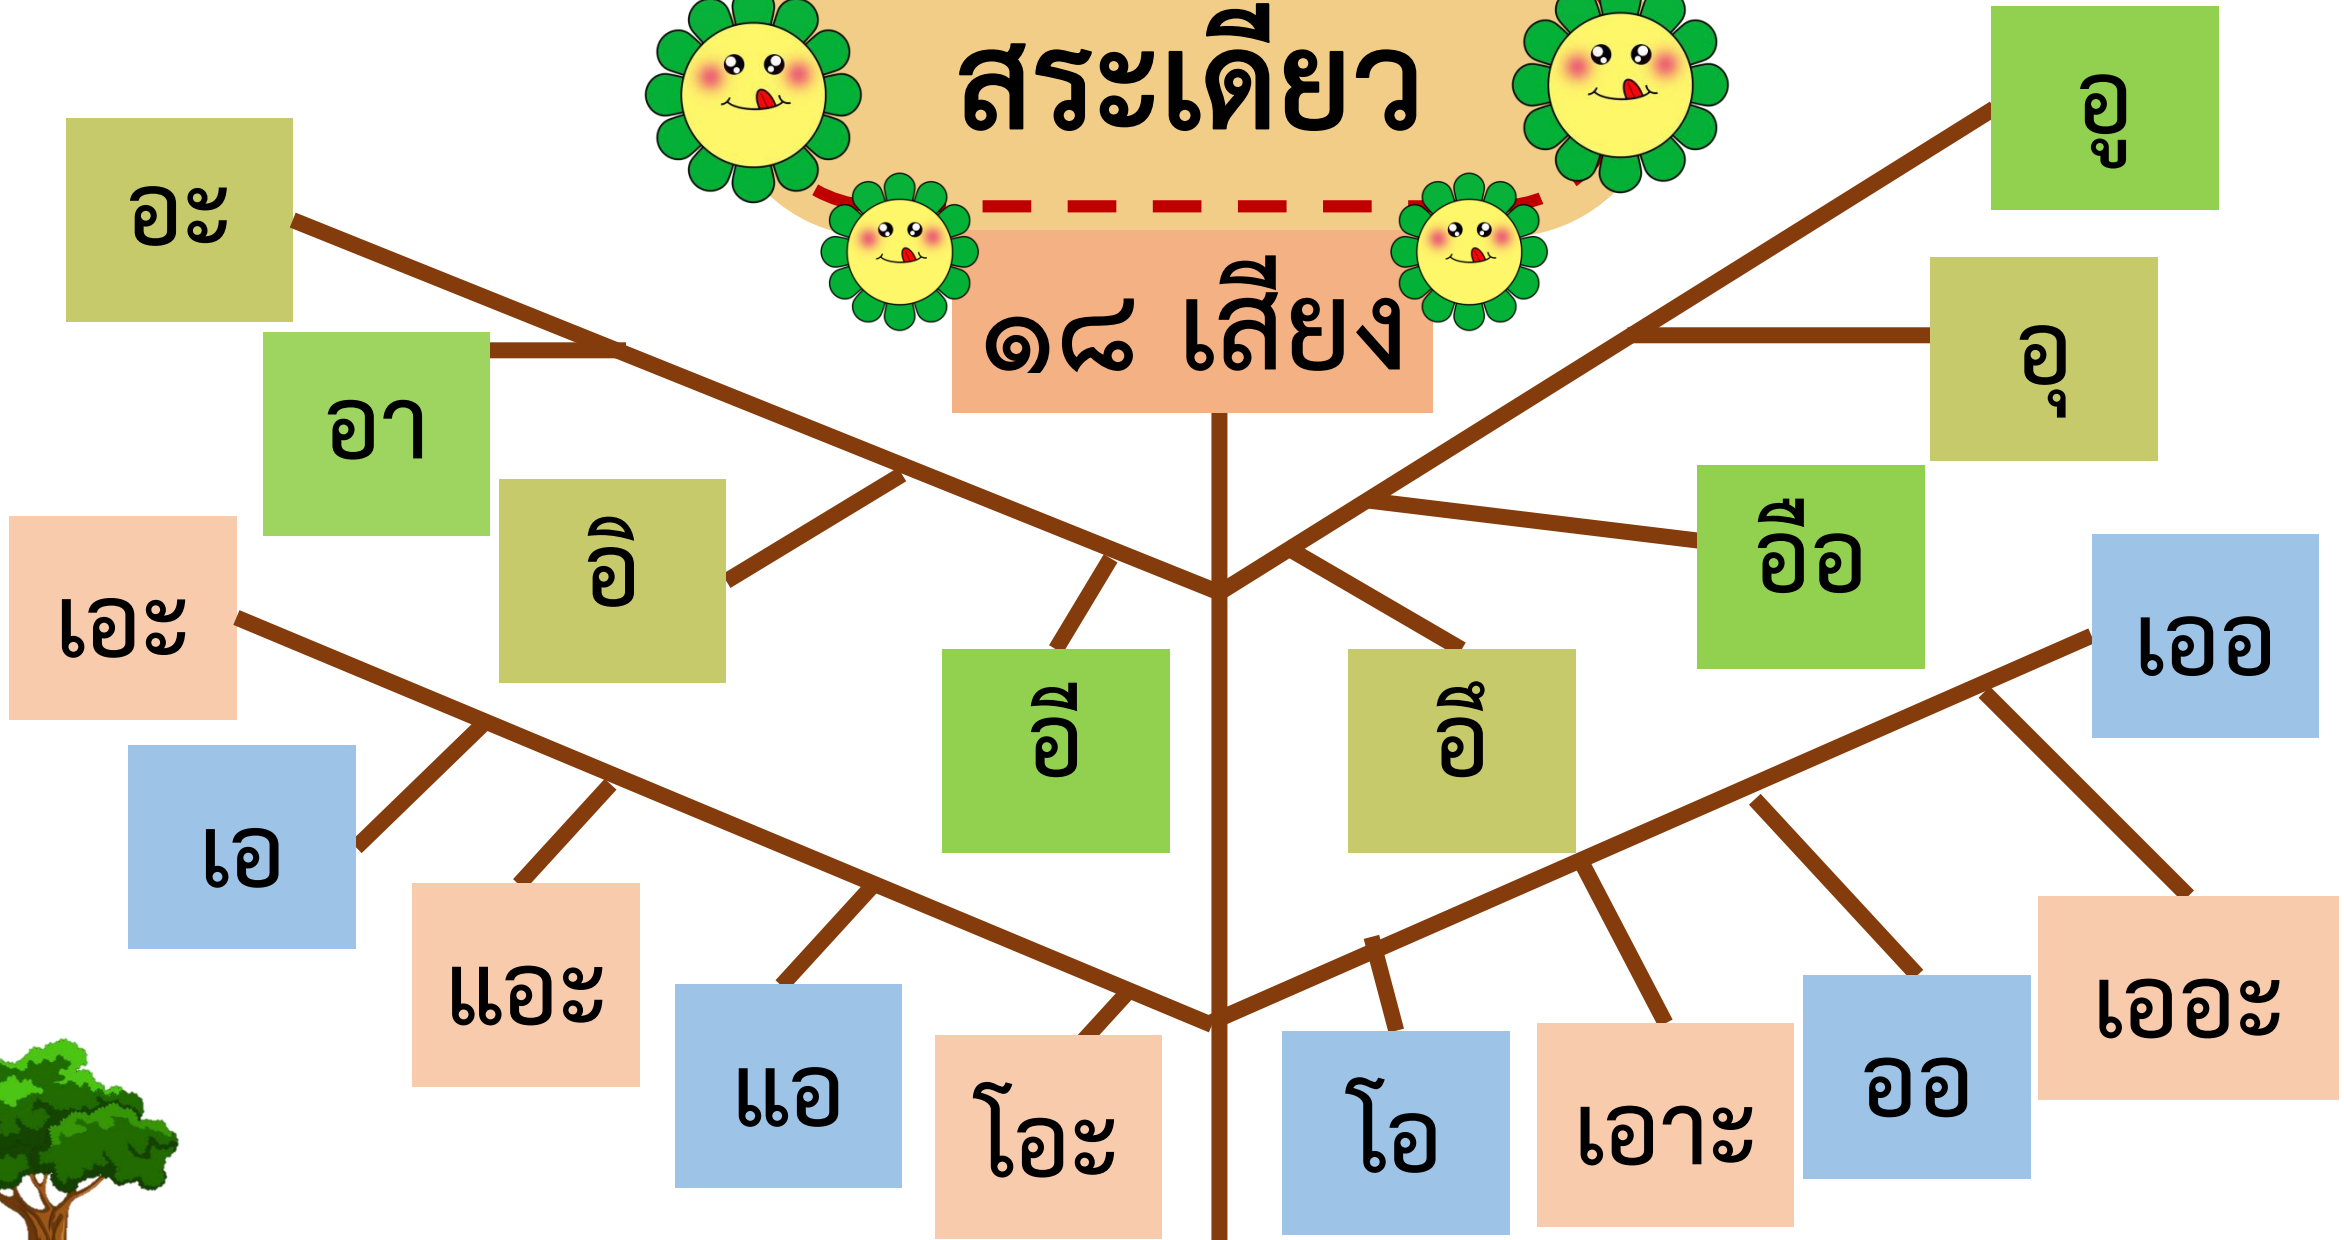 สระเดียว
๑๘ เสียง
อะ
อา
อิ
อี
อึ
อือ
อุ
อู
เอะ
เอ
แอะ
แอ
โอะ
โอ
เอาะ
ออ
เออะ
เออ